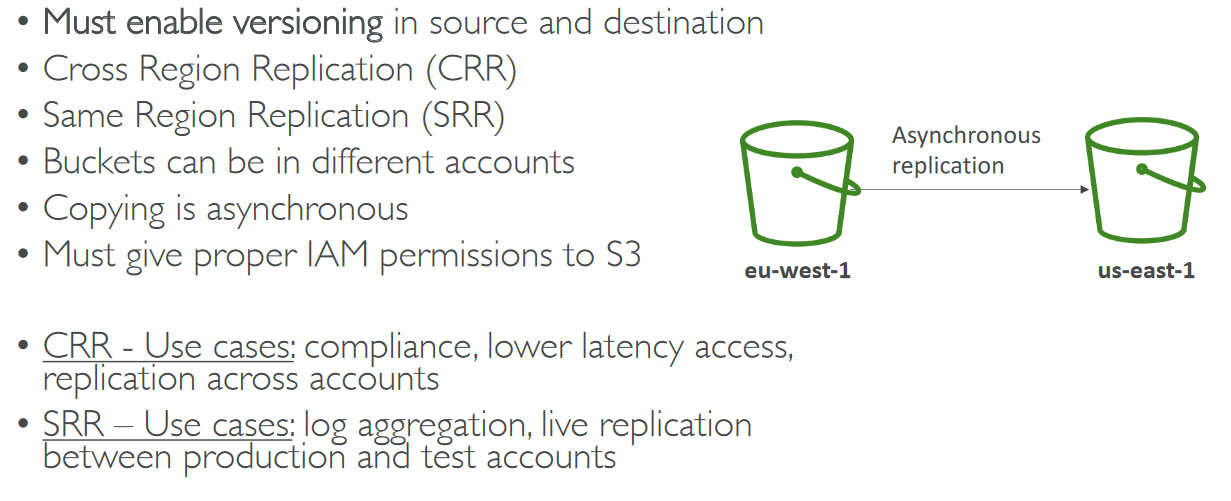 • Must enable versioning in source and destination
• Cross Region Replication (CRR)
• Same Region Replication (SRR)
• Buckets can be in different accounts
• Copying is asynchronous
• Must give proper IAM permissions to S3
• CRR - Use cases: compliance, lower latency access,
replication across accounts
• SRR – Use cases: log aggregation, live replication
between production and test accounts
Asynchronous
replication
eu-west-1
us-east-1